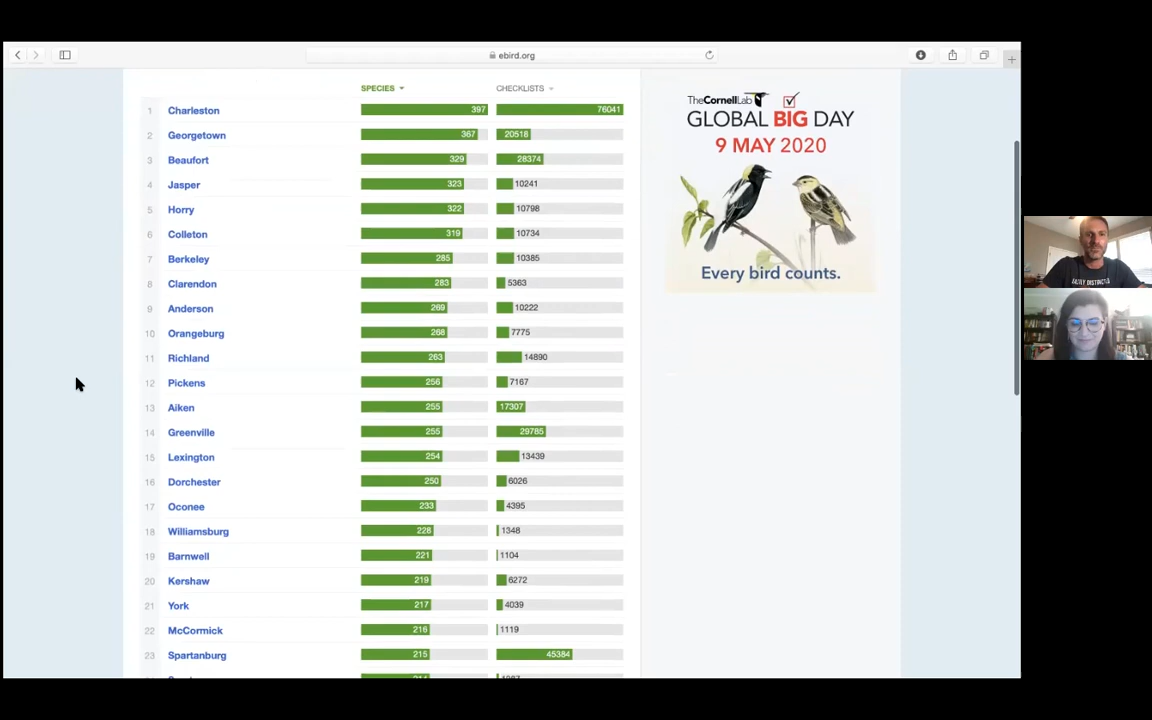 ebird.org
SPECIES CHECKLISTS
1 Charleston 397 76041
2 Georgetown 367 20518
3 Beaufort 329 28374
4 Jasper 323 10241
5 Horry 322 10798
6 Colleton 319 10734
7 Berkeley 285 10385
8 Clarendon 283 5363
9 Anderson 269 10222
10 Orangeburg 268 7775
11 Richland 263 14890
12 Pickens 256 7167
13 Aiken 255 17307
14 Greenville 255 29785
15 Lexington 254 13439
16 Dorchester 250 6026
17 Oconee 233 4395
18 Williamsburg 228 1348
19 Barnwell 221 1104
20 Kershaw 219 6272
21 York 217 4039
22 McCormick 216 1119
23 Spartanburg 215 45384
TheCornellLab
GLOBAL BIG DAY
9 MAY 2020
Every bird counts.